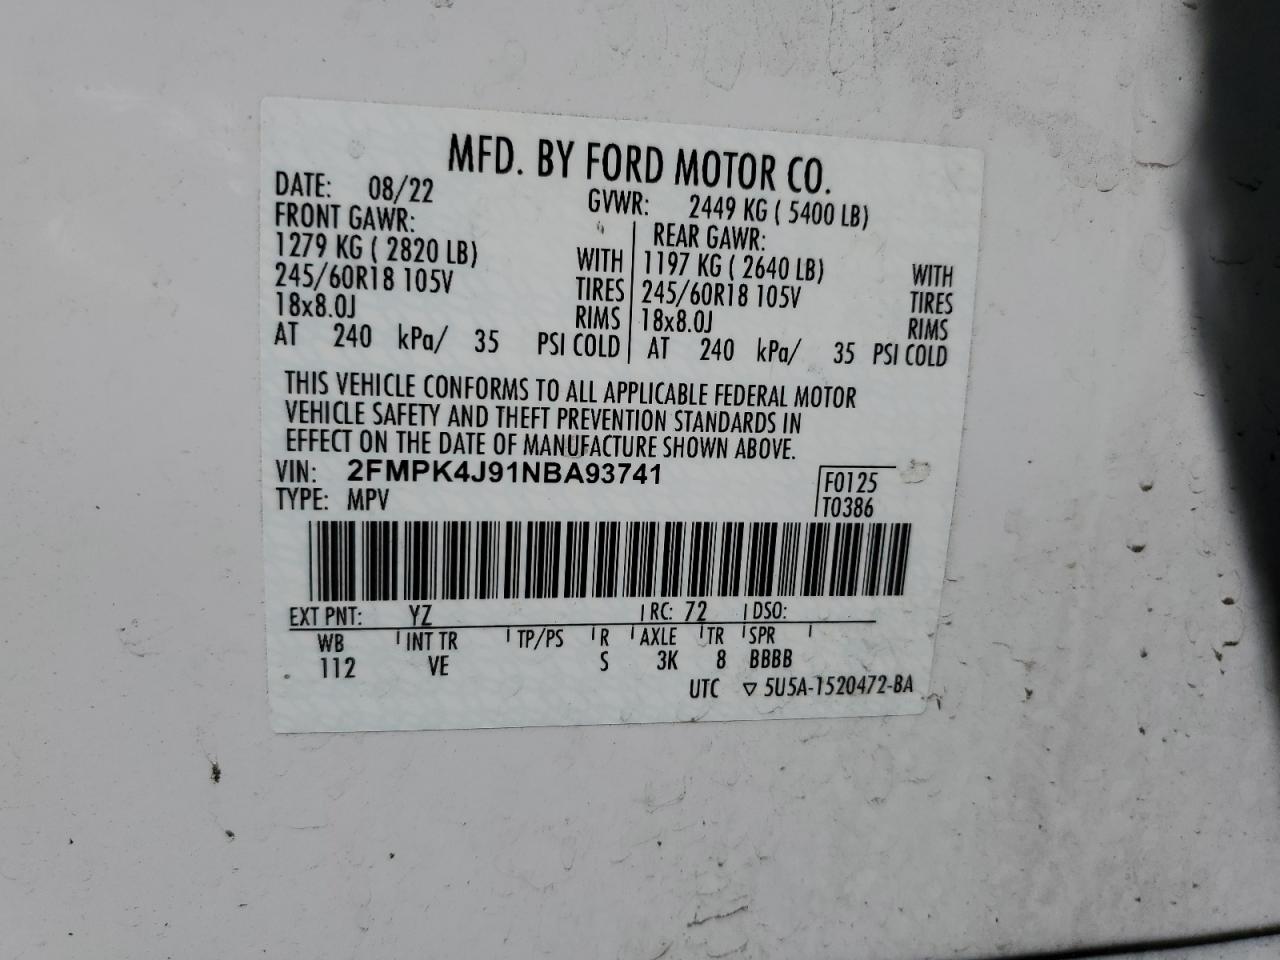 MFD. BY FORD MOTOR CO.
DATE: 08/22 GVWR: 2449 KG ( 5400 LB)
FRONT GAWR: REAR GAWR:
1279 KG ( 2820 LB) WITH 1197 KG ( 2640 LB) WITH
245/60R18 105V TIRES 245/60R18 105V TIRES
18x8.0J RIMS 18x8.0J RIMS
AT 240 kPa/ 35 PSI COLD AT 240 kPa/ 35 PSI COLD
THIS VEHICLE CONFORMS TO ALL APPLICABLE FEDERAL MOTOR
VEHICLE SAFETY AND THEFT PREVENTION STANDARDS IN
EFFECT ON THE DATE OF MANUFACTURE SHOWN ABOVE.
VIN: 2FMPK4J91NBA93741 F0125
TYPE: MPV T0386
EXT PNT: YZ RC: 72 DSO:
WB INT TR TP/PS R AXLE TR SPR
112 VE S 3K 8 BBBB
UTC ▽ 5U5A-1520472-BA